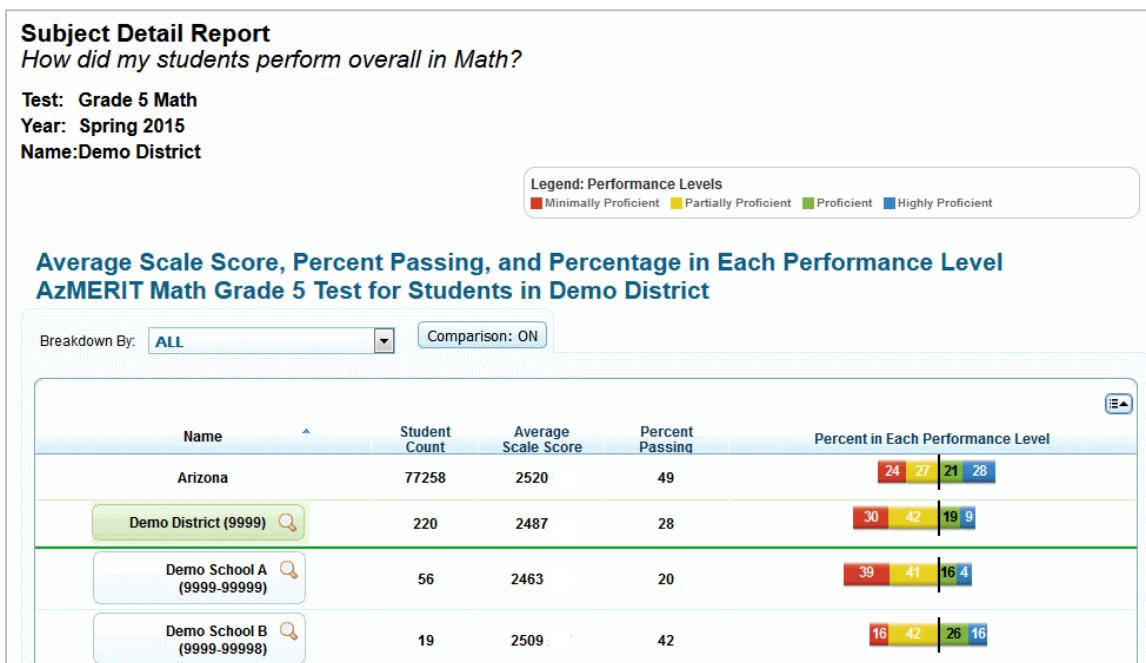 Subject Detail Report
How did my students perform overall in Math?
Test: Grade 5 Math
Year: Spring 2015
Name:Demo District
Legend: Performance Levels
Minimally Proficient Partially Proficient Proficient Highly Proficient
Average Scale Score, Percent Passing, and Percentage in Each Performance Level
AzMERIT Math Grade 5 Test for Students in Demo District
Breakdown By: ALL Comparison: ON
Name Student Count Average Scale Score Percent Passing Percent in Each Performance Level
Arizona 77258 2520 49 24 27 21 28
Demo District (9999) 220 2487 28 30 42 19 9
Demo School A
(9999-99999) 56 2463 20 39 41 16 4
Demo School B
(9999-99998) 19 2509 42 16 42 26 16